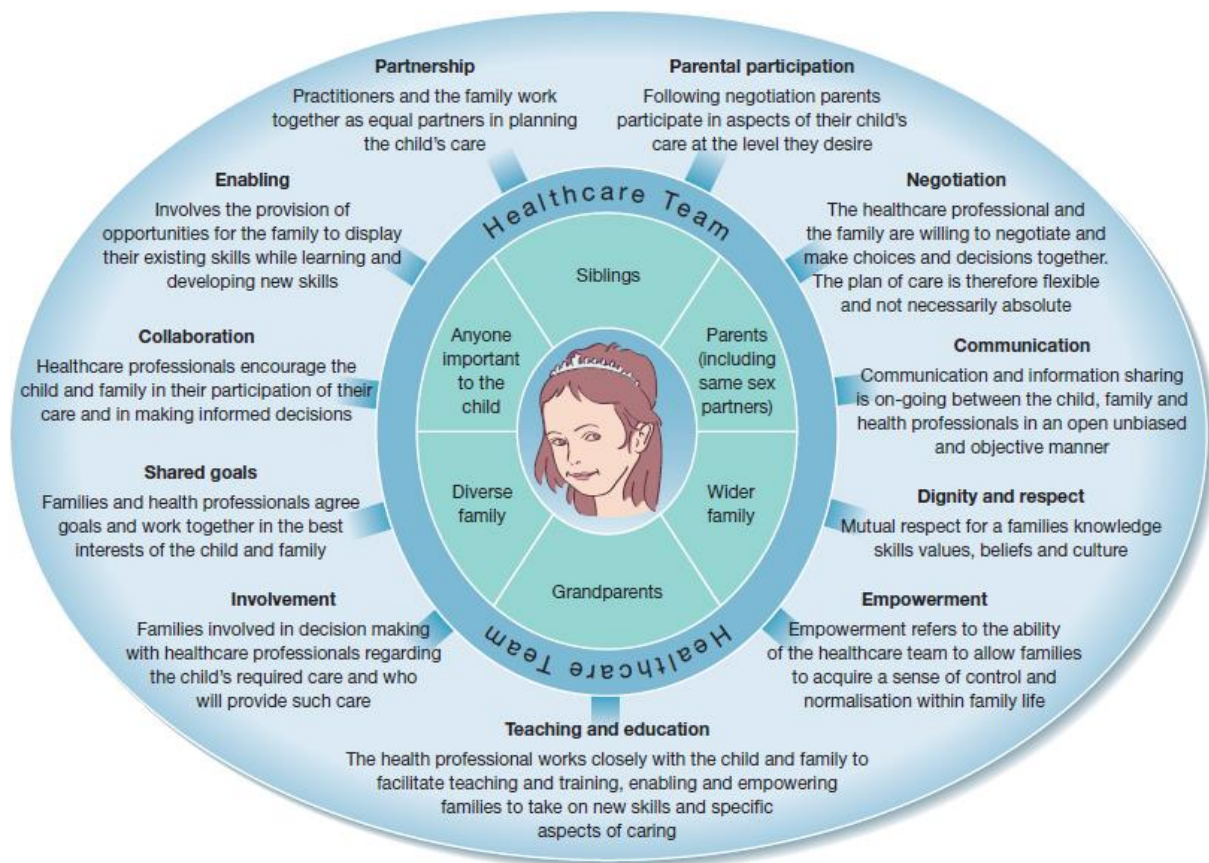 Partnership
Practitioners and the family work
together as equal partners in planning
the child's care
Parental participation
Following negotiation parents
participate in aspects of their child's
care at the level they desire
Enabling
Involves the provision of
opportunities for the family to display
their existing skills while learning and
developing new skills
Negotiation
The healthcare professional and
the family are willing to negotiate and
make choices and decisions together.
The plan of care is therefore flexible
and not necessarily absolute
Collaboration
Healthcare professionals encourage the
child and family in their participation of their
care and in making informed decisions
Communication
Communication and information sharing
is on-going between the child, family and
health professionals in an open unbiased
and objective manner
Shared goals
Families and health professionals agree
goals and work together in the best
interests of the child and family
Dignity and respect
Mutual respect for a families knowledge
skills values, beliefs and culture
Involvement
Families involved in decision making
with healthcare professionals regarding
the child's required care and who
will provide such care
Empowerment
Empowerment refers to the ability
of the healthcare team to allow families
to acquire a sense of control and
normalisation within family life
Teaching and education
The health professional works closely with the child and family to
facilitate teaching and training, enabling and empowering
families to take on new skills and specific
aspects of caring
Healthcare Team
Siblings
Anyone
important
to the
child
Parents
(including
same sex
partners)
Diverse
family
Wider
family
Grandparents
Healthcare Team